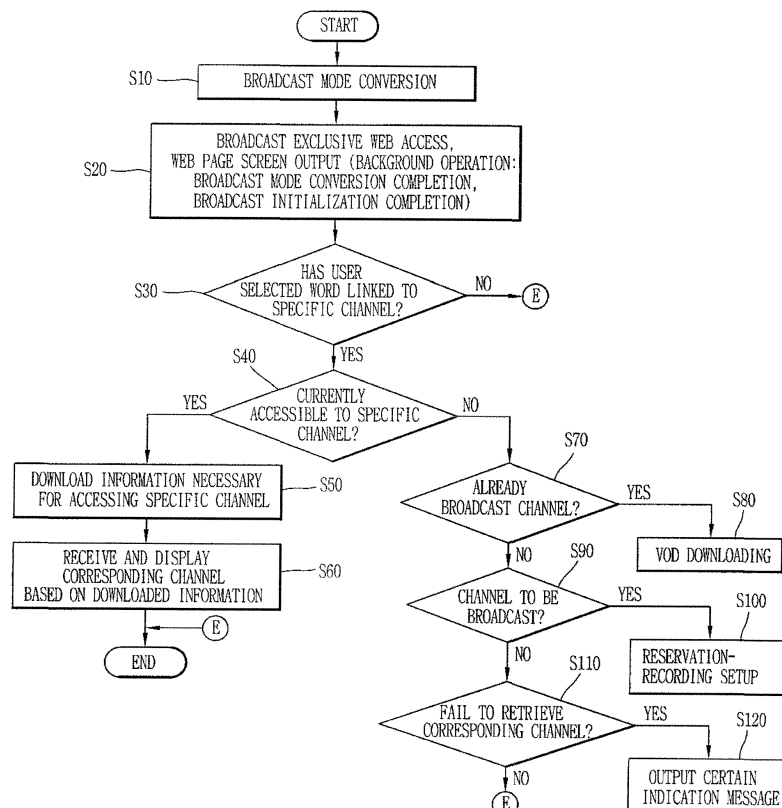 START
S10
BROADCAST MODE CONVERSION
S20
BROADCAST EXCLUSIVE WEB ACCESS,
WEB PAGE SCREEN OUTPUT (BACKGROUND OPERATION:
BROADCAST MODE CONVERSION COMPLETION,
BROADCAST INITIALIZATION COMPLETION)
S30
HAS USER
SELECTED WORD LINKED TO
SPECIFIC CHANNEL?
NO
E
YES
S40
CURRENTLY
ACCESSIBLE TO SPECIFIC
CHANNEL?
YES
NO
S50
DOWNLOAD INFORMATION NECESSARY
FOR ACCESSING SPECIFIC CHANNEL
S60
RECEIVE AND DISPLAY
CORRESPONDING CHANNEL
BASED ON DOWNLOADED INFORMATION
E
END
S70
ALREADY
BROADCAST CHANNEL?
YES
S80
VOD DOWNLOADING
NO
S90
CHANNEL TO BE
BROADCAST?
YES
S100
RESERVATION-
RECORDING SETUP
NO
S110
FAIL TO RETRIEVE
CORRESPONDING CHANNEL?
YES
S120
OUTPUT CERTAIN
INDICATION MESSAGE
NO
E